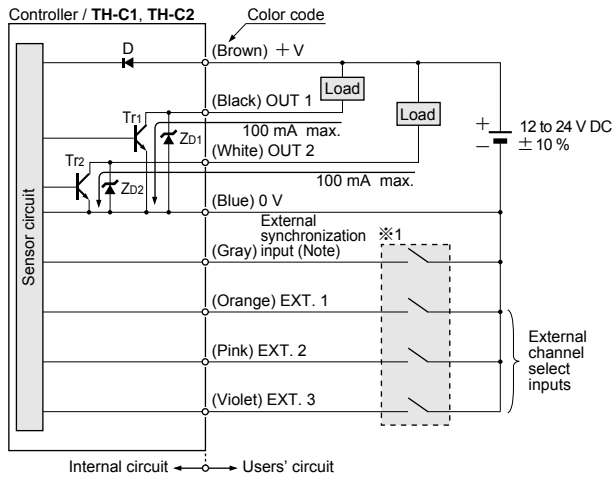 Controller / TH-C1, TH-C2
Color code
D
(Brown) +V
Load
(Black) OUT 1
Tr1
100 mA max.
ZD1
Load
+
−
12 to 24 V DC
± 10 %
(White) OUT 2
Tr2
100 mA max.
ZD2
(Blue) 0 V
Sensor circuit
External
synchronization
(Gray) input (Note)
※1
(Orange) EXT. 1
(Pink) EXT. 2
(Violet) EXT. 3
External
channel
select
inputs
Internal circuit
Users' circuit